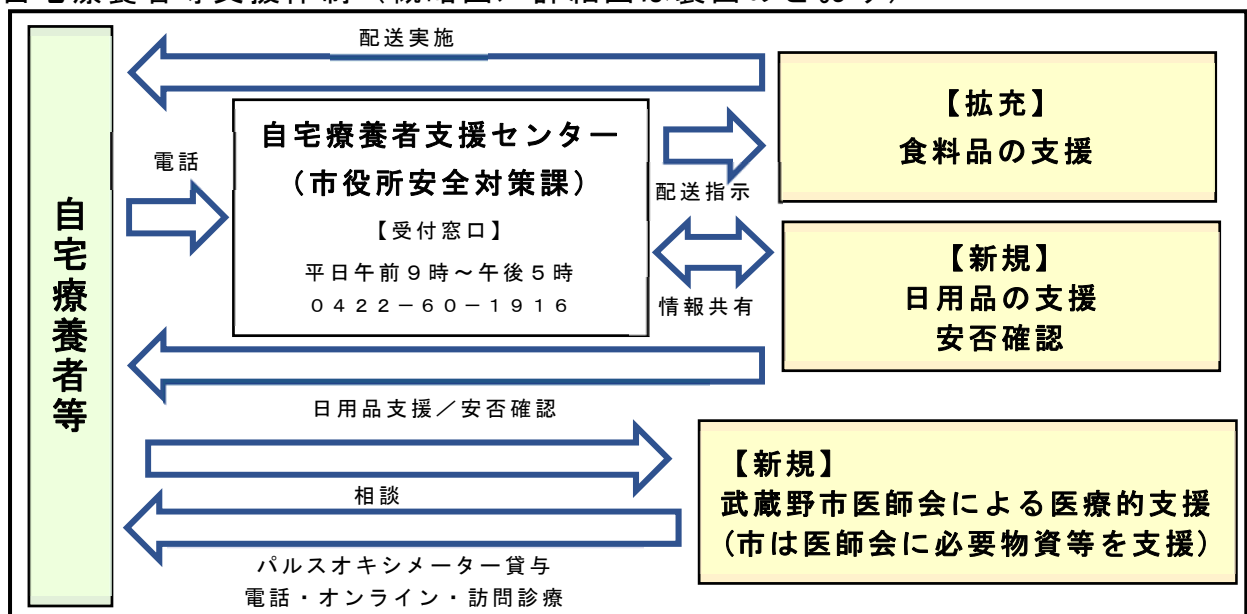 配送実施
【拡充】
食料品の支援
自宅療養者支援センター
(市役所安全対策課)
【受付窓口】
平日午前9時~午後5時
0422-60-1916
電話
配送指示
自宅療養者等
情報共有
【新規】
日用品の支援
安否確認
日用品支援/安否確認
相談
【新規】
武蔵野市医師会による医療的支援
(市は医師会に必要物資等を支援)
パルスオキシメーター貸与
電話・オンライン・訪問診療